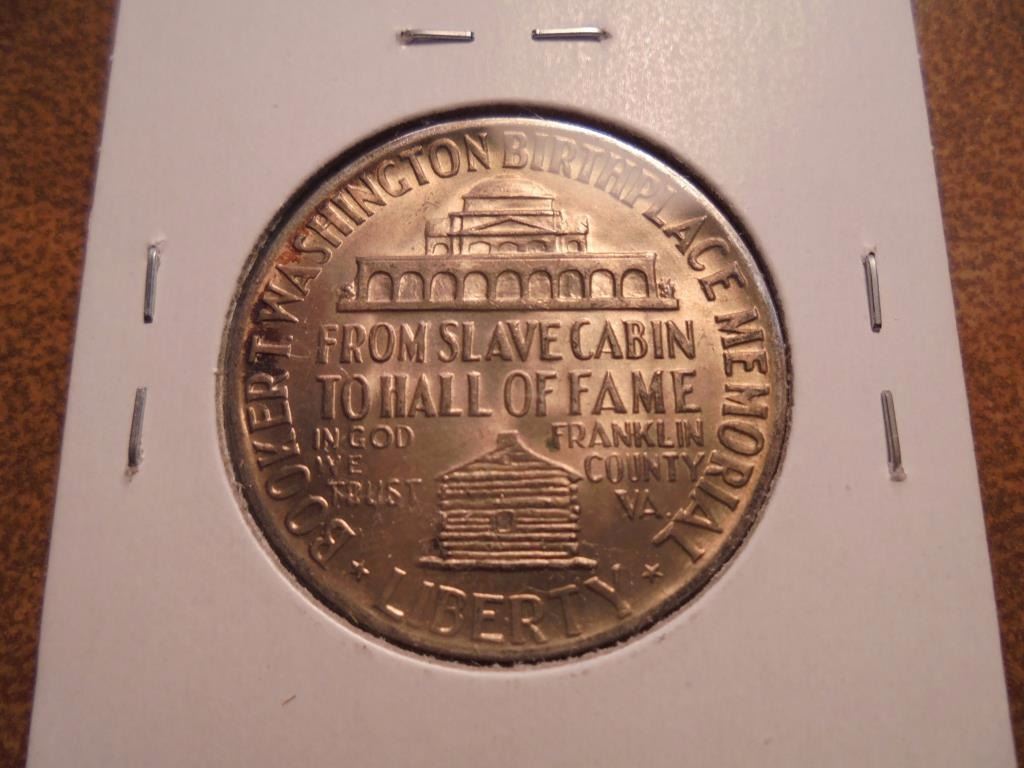 BOOKER T WASHINGTON BIRTHPLACE MEMORIAL
FROM SLAVE CABIN
TO HALL OF FAME
IN GOD
WE
TRUST
FRANKLIN
COUNTY
VA.
* LIBERTY *